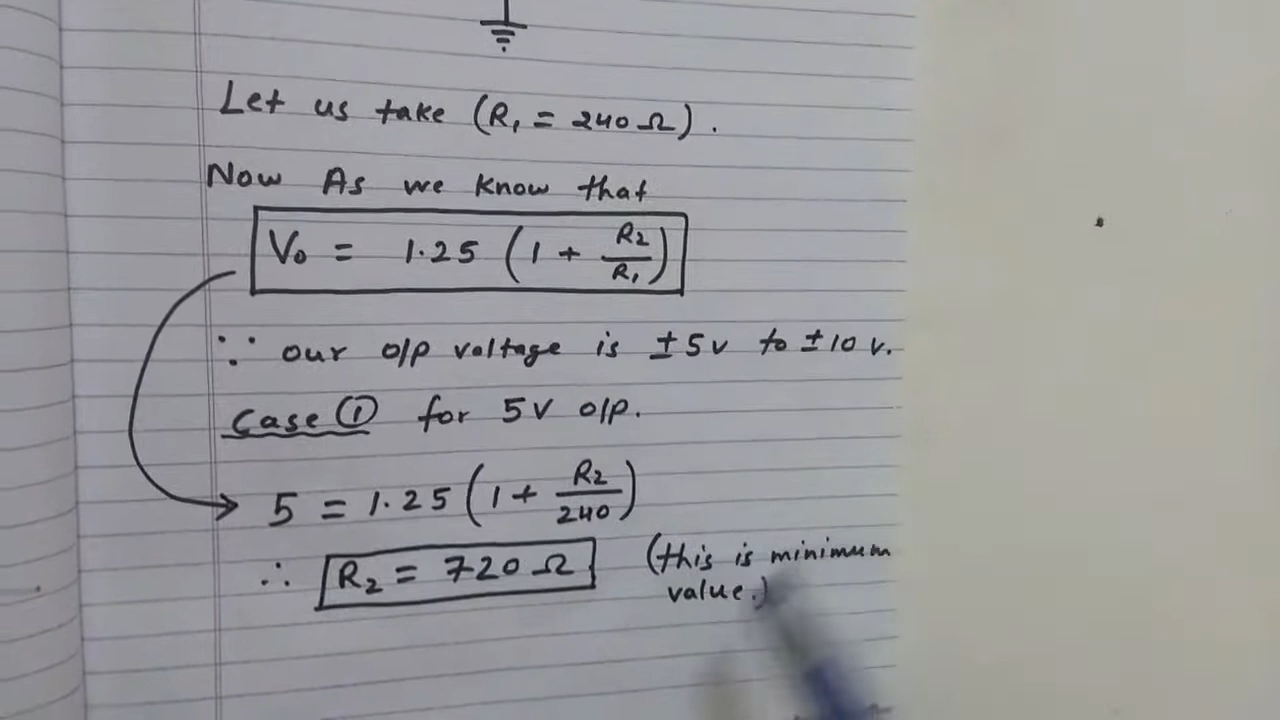 Let us take (R₁ = 240 Ω).
Now As we know that
V₀ = 1.25 (1 + R₂/R₁)
∵ our o/p voltage is ±5v to ±10 v.
Case ① for 5V o/p.
5 = 1.25 (1 + R₂/240)
∴ R₂ = 720 Ω (this is minimum
value.)